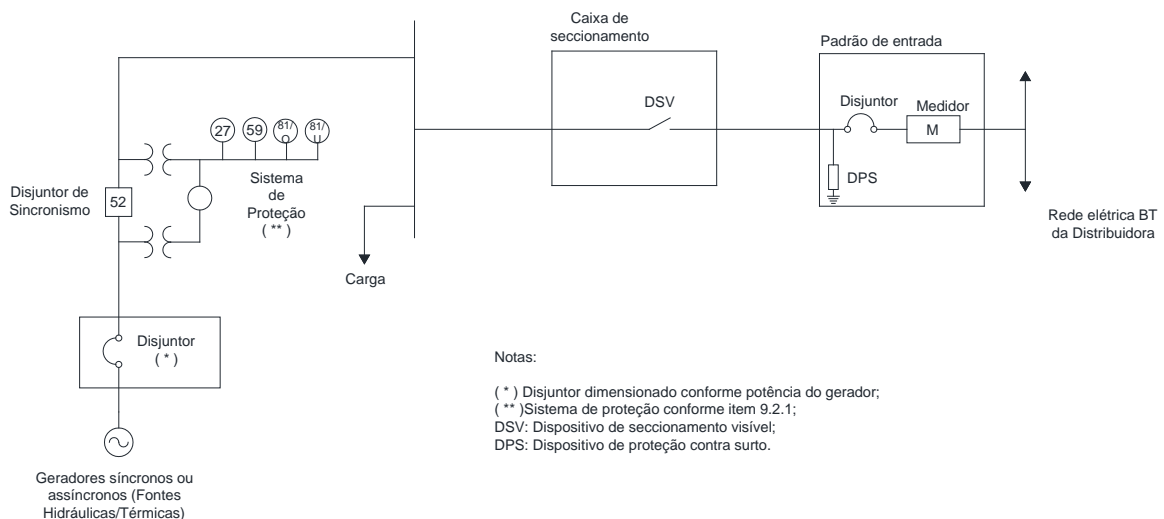 Caixa de
seccionamento
Padrão de entrada
DSV
Disjuntor
Medidor
M
DPS
Rede elétrica BT
da Distribuidora
27
59
81/
O
81/
U
Sistema
de
Proteção
( ** )
Disjuntor de
Sincronismo
52
Carga
Disjuntor
( * )
Geradores síncronos ou
assíncronos (Fontes
Hidráulicas/Térmicas)
Notas:
( * ) Disjuntor dimensionado conforme potência do gerador;
( ** )Sistema de proteção conforme item 9.2.1;
DSV: Dispositivo de seccionamento visível;
DPS: Dispositivo de proteção contra surto.